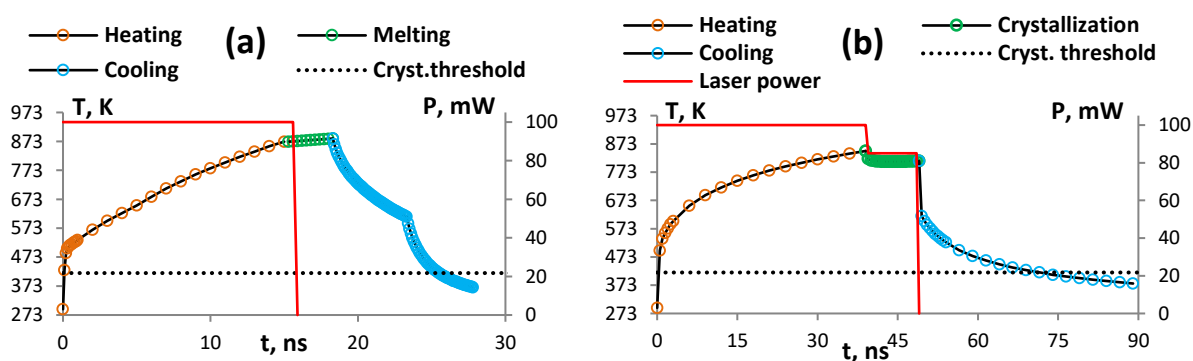 Heating (a) Melting
Cooling Cryst.threshold
T, K P, mW
973
873
773
673
573
473
373
273
120
100
80
60
40
20
0
0 10 20 30
t, ns
(b) Crystallization
Heating
Cooling Cryst. threshold
Laser power
T, K P, mW
973
873
773
673
573
473
373
273
100
80
60
40
20
0
0 15 30 45 60 75 89
t, ns